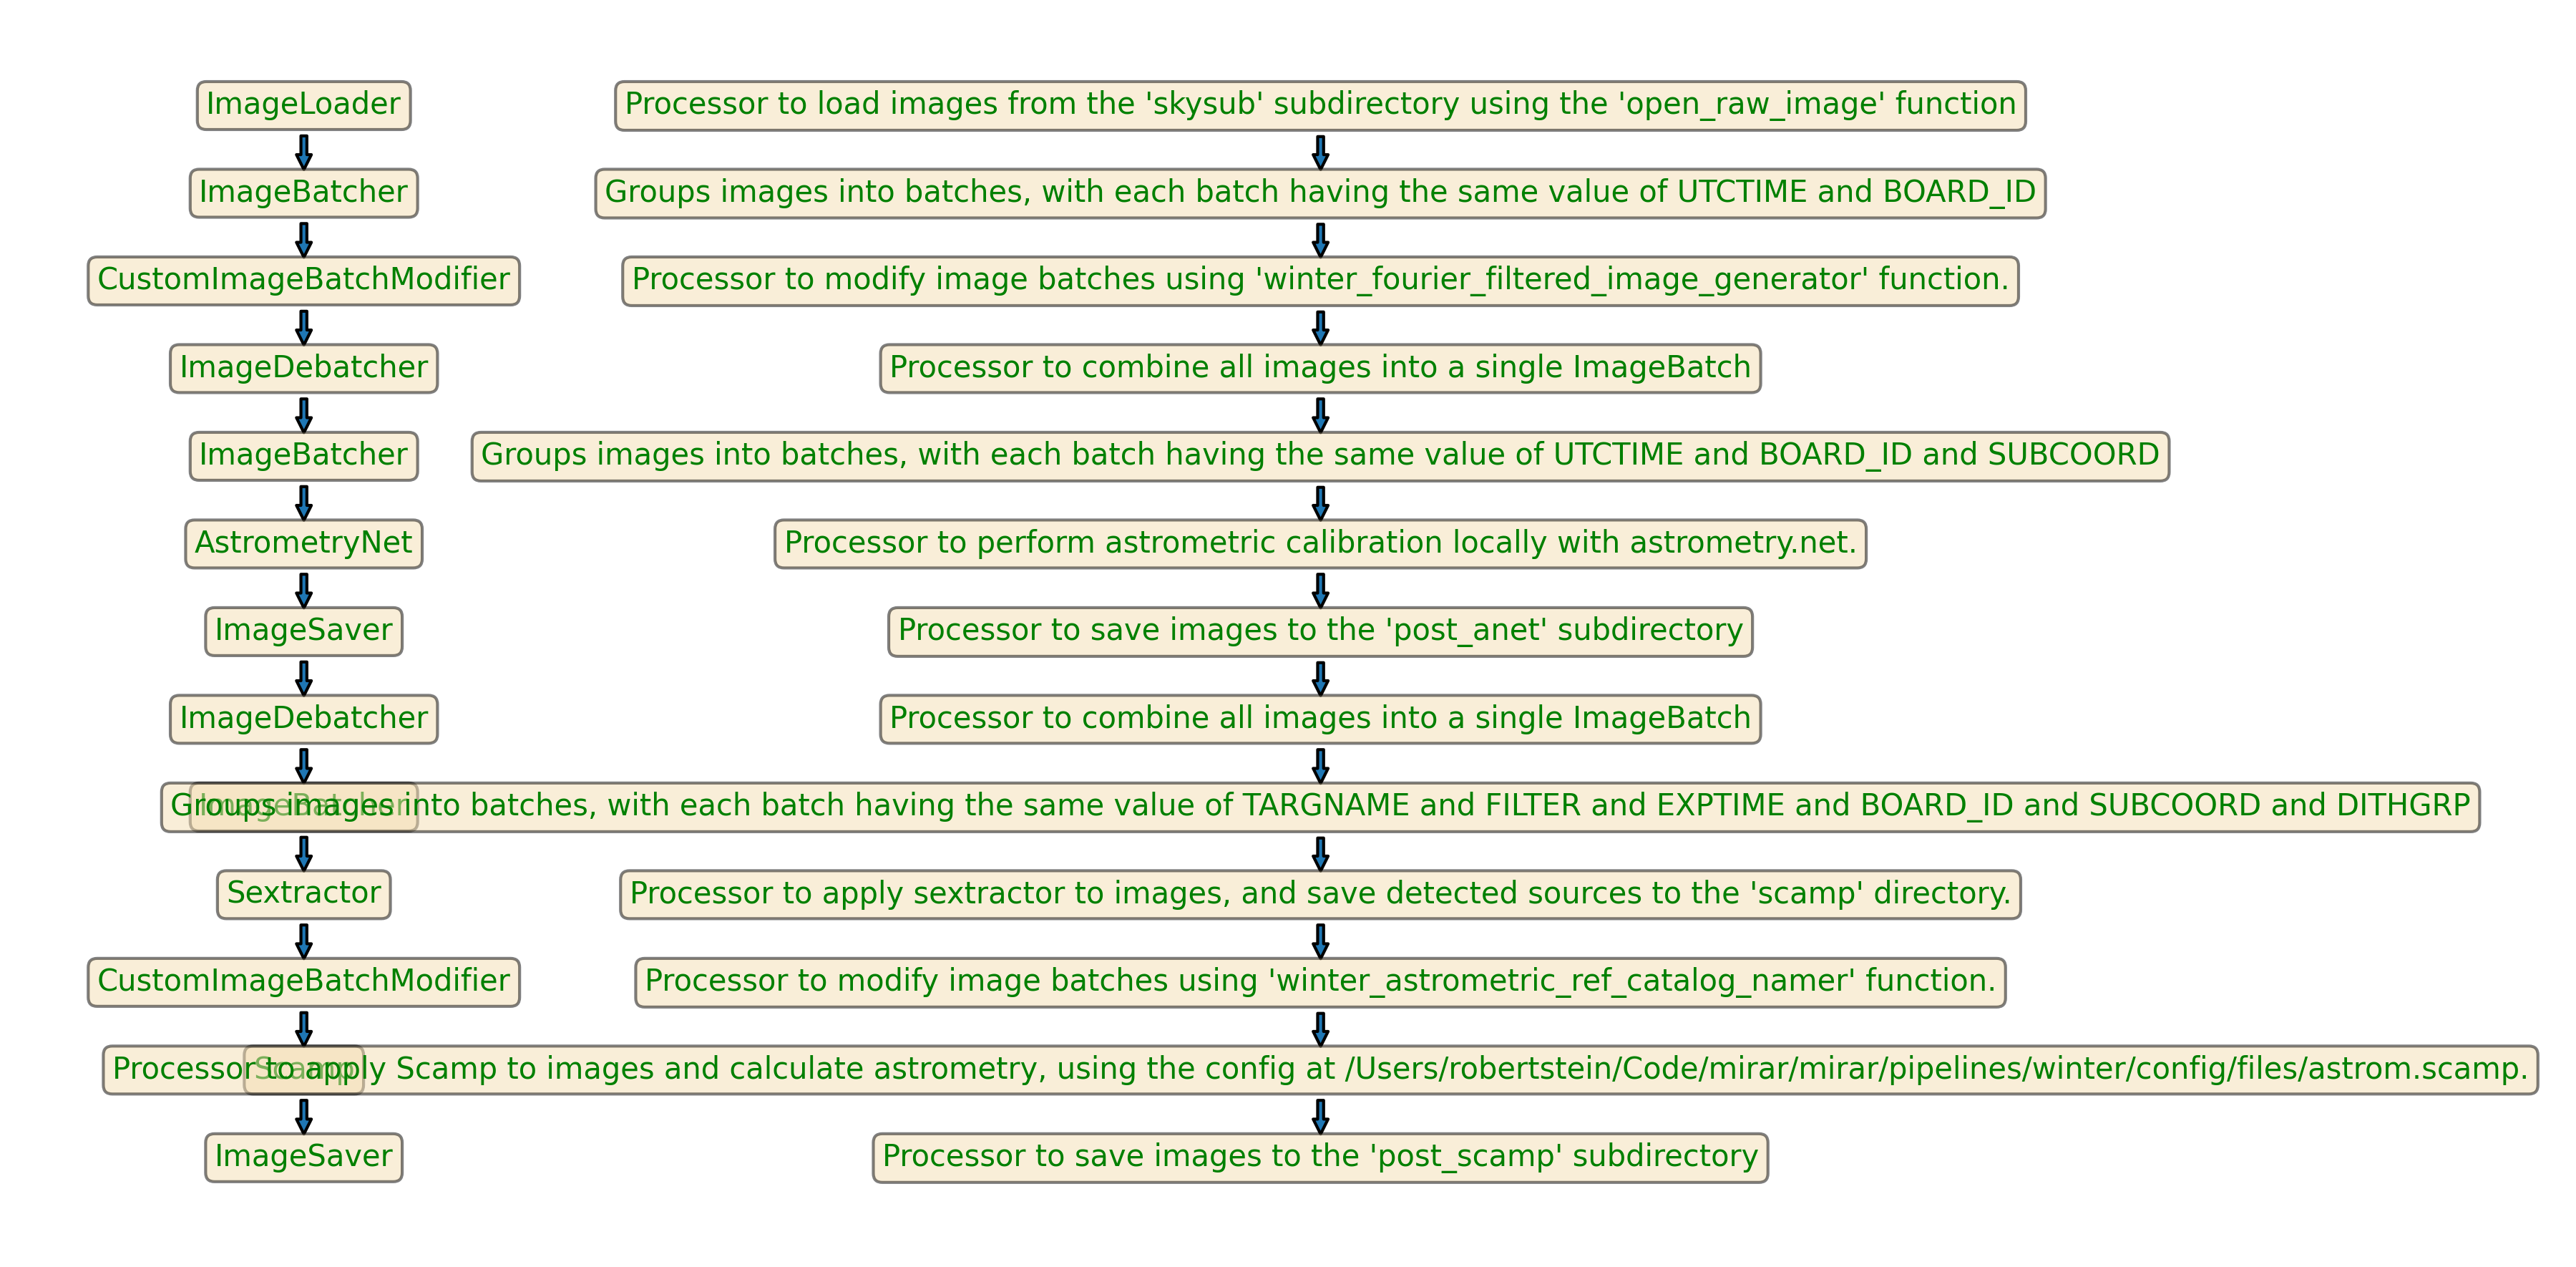 ImageLoader
Processor to load images from the 'skysub' subdirectory using the 'open_raw_image' function
ImageBatcher
Groups images into batches, with each batch having the same value of UTCTIME and BOARD_ID
CustomImageBatchModifier
Processor to modify image batches using 'winter_fourier_filtered_image_generator' function.
ImageDebatcher
Processor to combine all images into a single ImageBatch
ImageBatcher
Groups images into batches, with each batch having the same value of UTCTIME and BOARD_ID and SUBCOORD
AstrometryNet
Processor to perform astrometric calibration locally with astrometry.net.
ImageSaver
Processor to save images to the 'post_anet' subdirectory
ImageDebatcher
Processor to combine all images into a single ImageBatch
ImageBatcher
Groups images into batches, with each batch having the same value of TARGNAME and FILTER and EXPTIME and BOARD_ID and SUBCOORD and DITHGRP
Sextractor
Processor to apply sextractor to images, and save detected sources to the 'scamp' directory.
CustomImageBatchModifier
Processor to modify image batches using 'winter_astrometric_ref_catalog_namer' function.
Scamp
Processor to apply Scamp to images and calculate astrometry, using the config at /Users/robertstein/Code/mirar/mirar/pipelines/winter/config/files/astrom.scamp.
ImageSaver
Processor to save images to the 'post_scamp' subdirectory